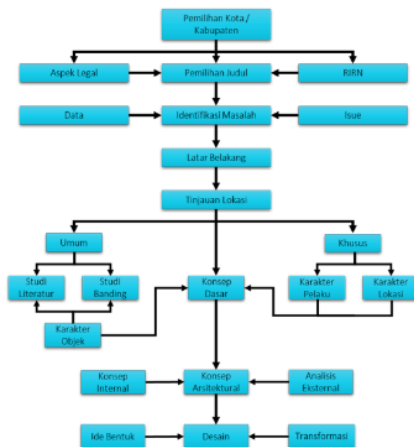 Pemilihan Kota /
Kabupaten
Aspek Legal
Pemilihan Judul
RIRN
Data
Identifikasi Masalah
Isue
Latar Belakang
Tinjauan Lokasi
Umum
Khusus
Studi
Literatur
Studi
Banding
Konsep
Dasar
Karakter
Pelaku
Karakter
Lokasi
Karakter
Objek
Konsep
Internal
Konsep
Arsitektural
Analisis
Eksternal
Ide Bentuk
Desain
Transformasi